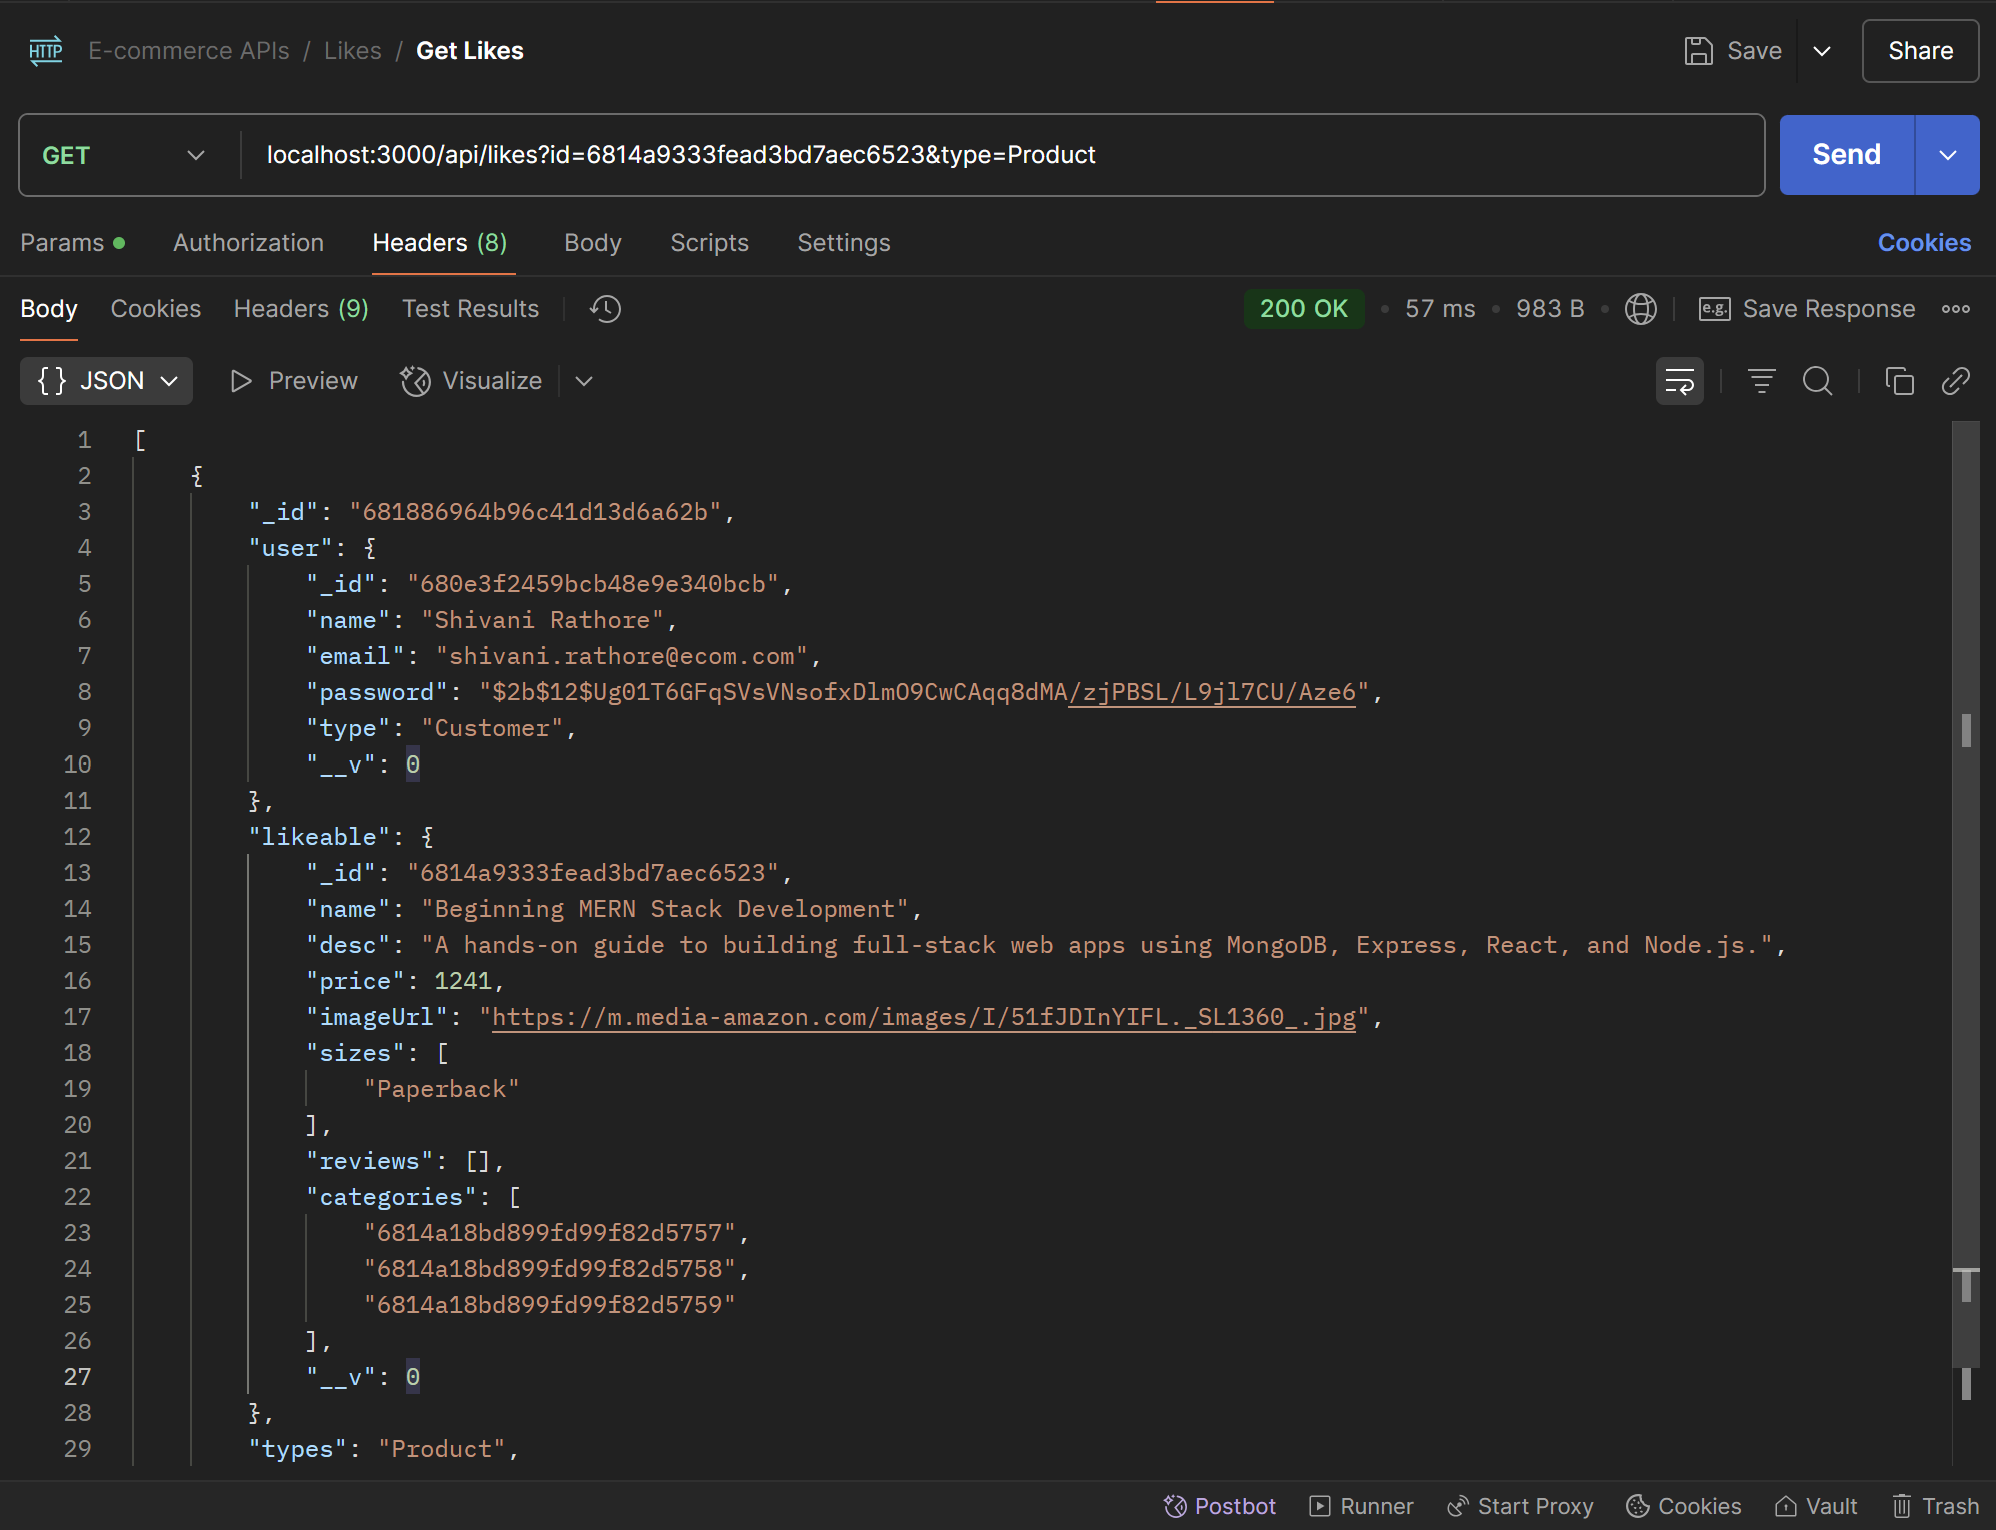 HTTP E-commerce APIs / Likes / Get Likes Save Share
GET localhost:3000/api/likes?id=6814a9333fead3bd7aec6523&type=Product Send
Params Authorization Headers (8) Body Scripts Settings Cookies
Body Cookies Headers (9) Test Results 200 OK • 57 ms • 983 B • e.g. Save Response
{} JSON Preview Visualize
1 [
2 {
3 "_id": "681886964b96c41d13d6a62b",
4 "user": {
5 "_id": "680e3f2459bcb48e9e340bcb",
6 "name": "Shivani Rathore",
7 "email": "shivani.rathore@ecom.com",
8 "password": "$2b$12$Ug01T6GFqSVsVNsofxDlmO9CwCAqq8dMA/zjPBSL/L9jl7CU/Aze6",
9 "type": "Customer",
10 "__v": 0
11 },
12 "likeable": {
13 "_id": "6814a9333fead3bd7aec6523",
14 "name": "Beginning MERN Stack Development",
15 "desc": "A hands-on guide to building full-stack web apps using MongoDB, Express, React, and Node.js.",
16 "price": 1241,
17 "imageUrl": "https://m.media-amazon.com/images/I/51fJDInYIFL._SL1360_.jpg",
18 "sizes": [
19 "Paperback"
20 ],
21 "reviews": [],
22 "categories": [
23 "6814a18bd899fd99f82d5757",
24 "6814a18bd899fd99f82d5758",
25 "6814a18bd899fd99f82d5759"
26 ],
27 "__v": 0
28 },
29 "types": "Product",
Postbot Runner Start Proxy Cookies Vault Trash